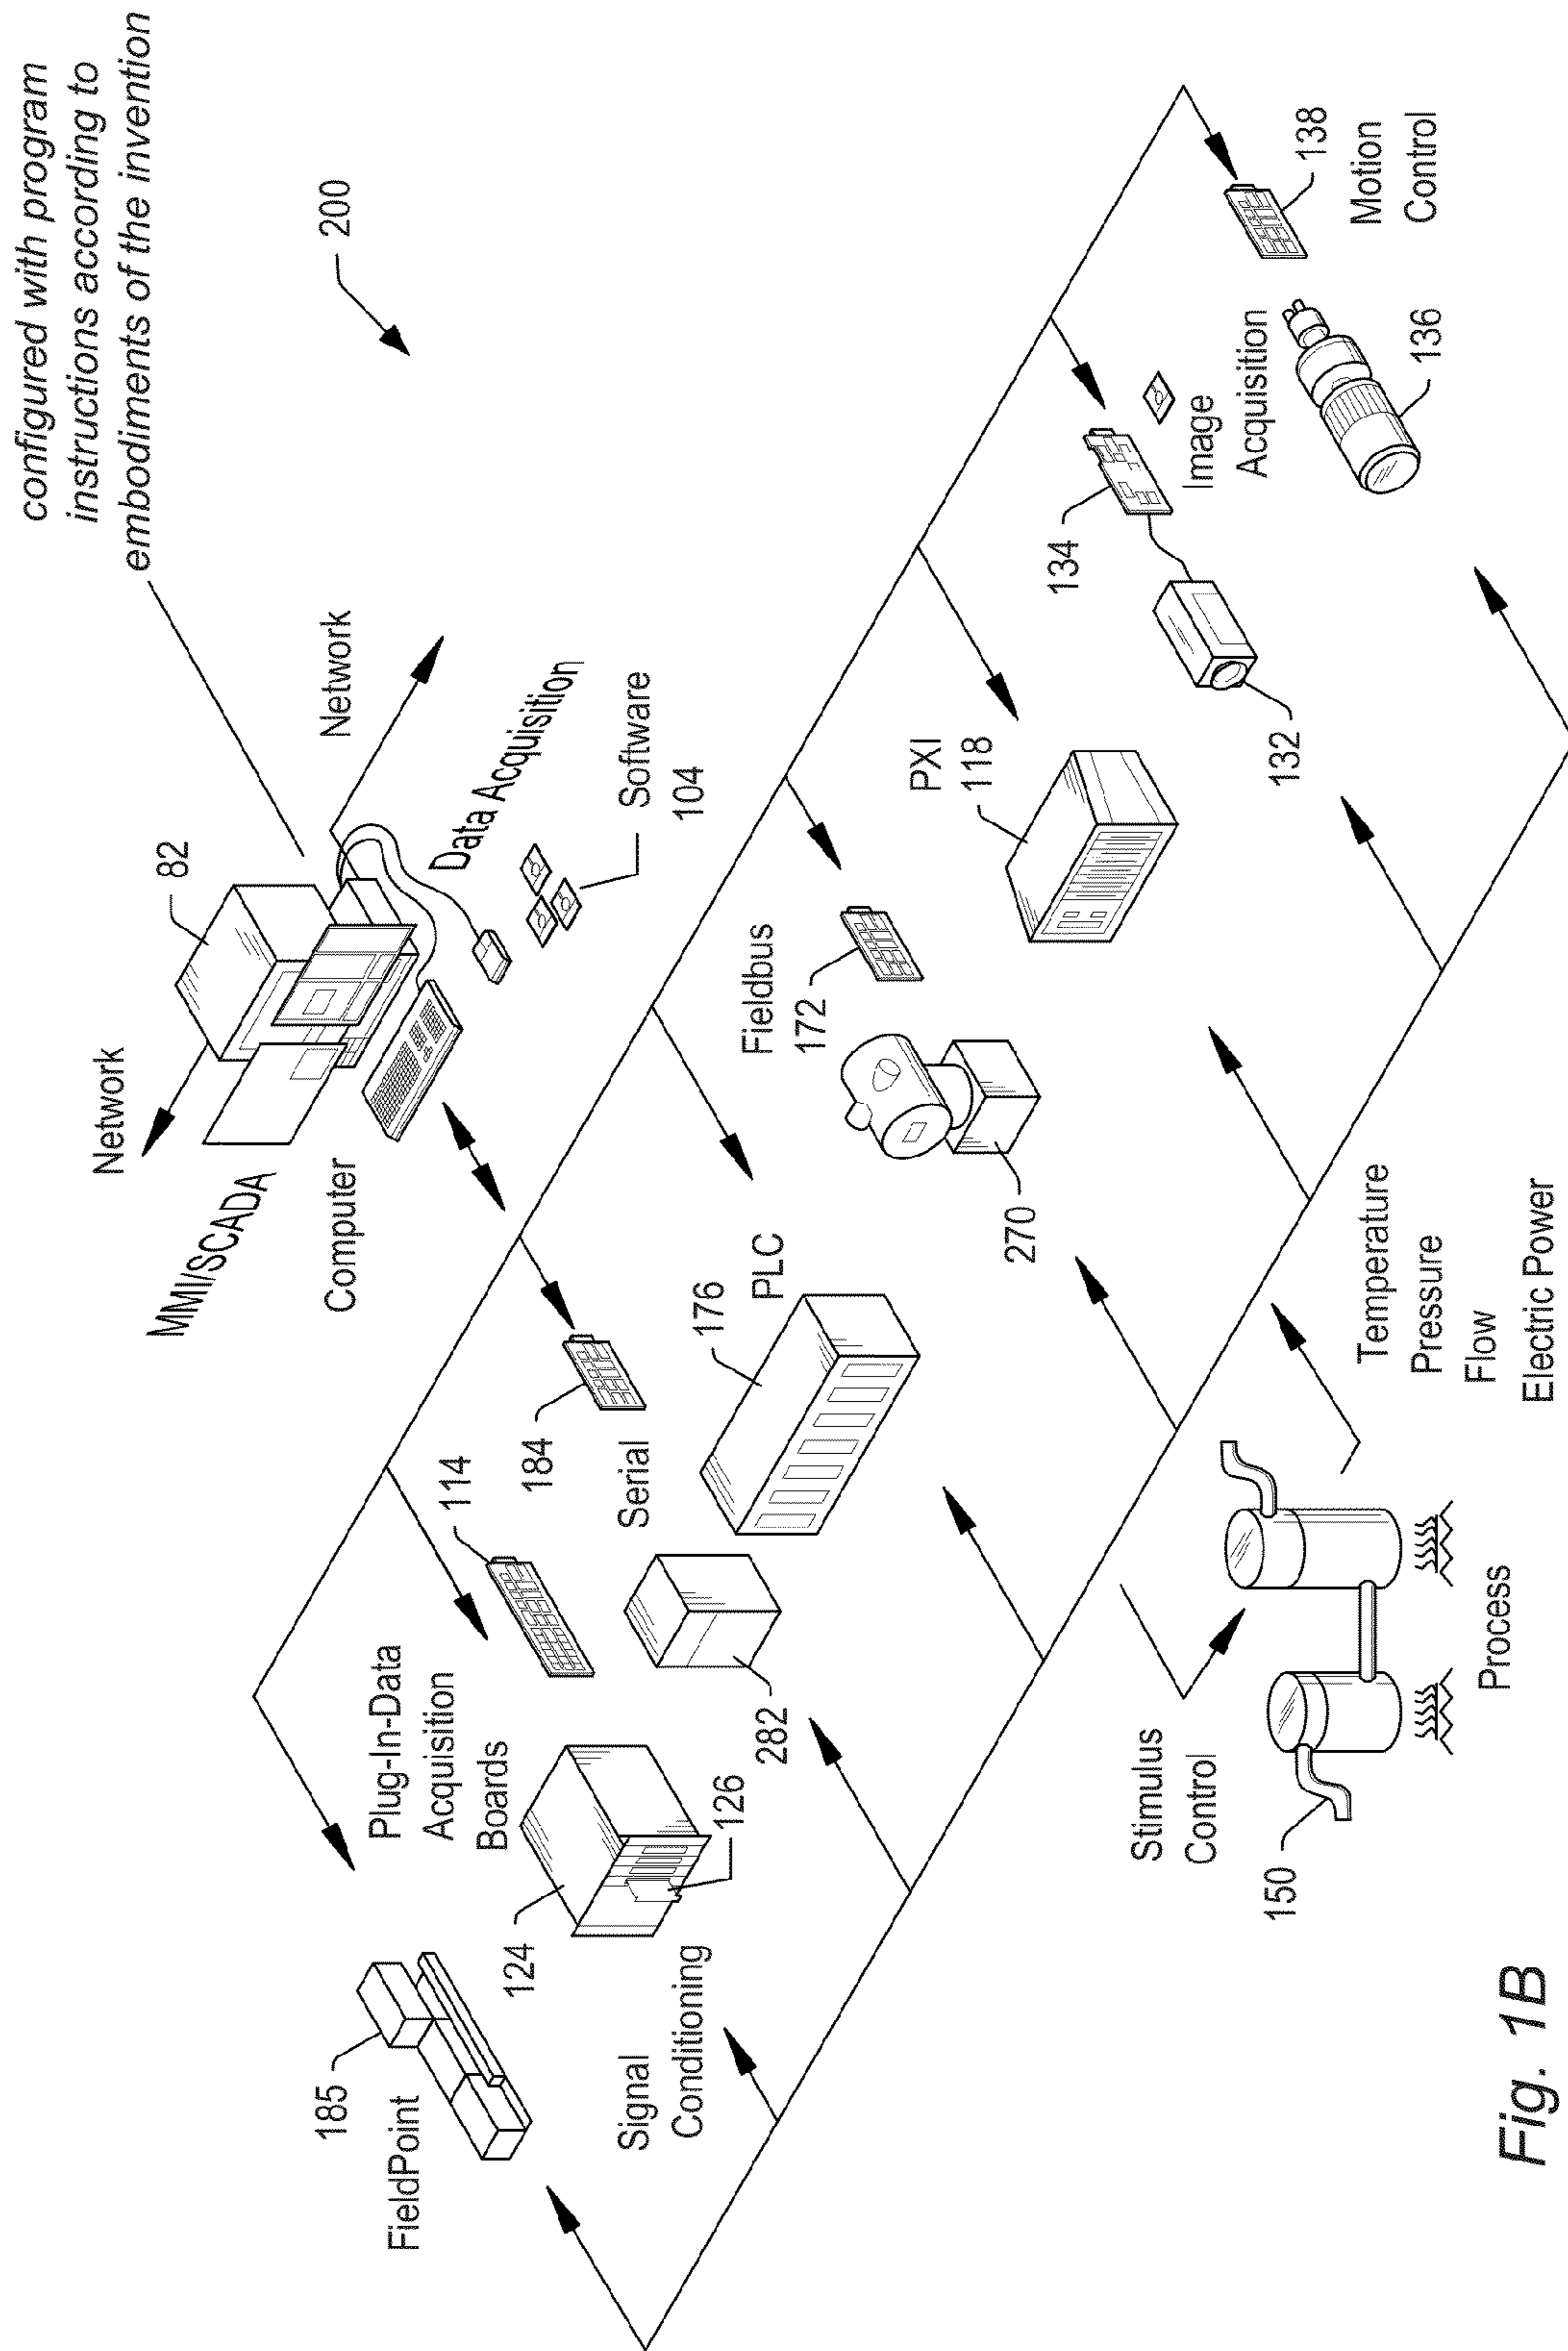 configured with program
instructions according to
embodiments of the invention
200
82
Network
Network
MMI/SCADA
Computer
Data Acquisition
Software
104
185
FieldPoint
Plug-In-Data
Acquisition
Boards
114
184
Serial
124
126
Signal
Conditioning
282
176
PLC
Fieldbus
172
270
PXI
118
134
132
Image
Acquisition
136
138
Motion
Control
Stimulus
Control
150
Process
Temperature
Pressure
Flow
Electric Power
Fig. 1B